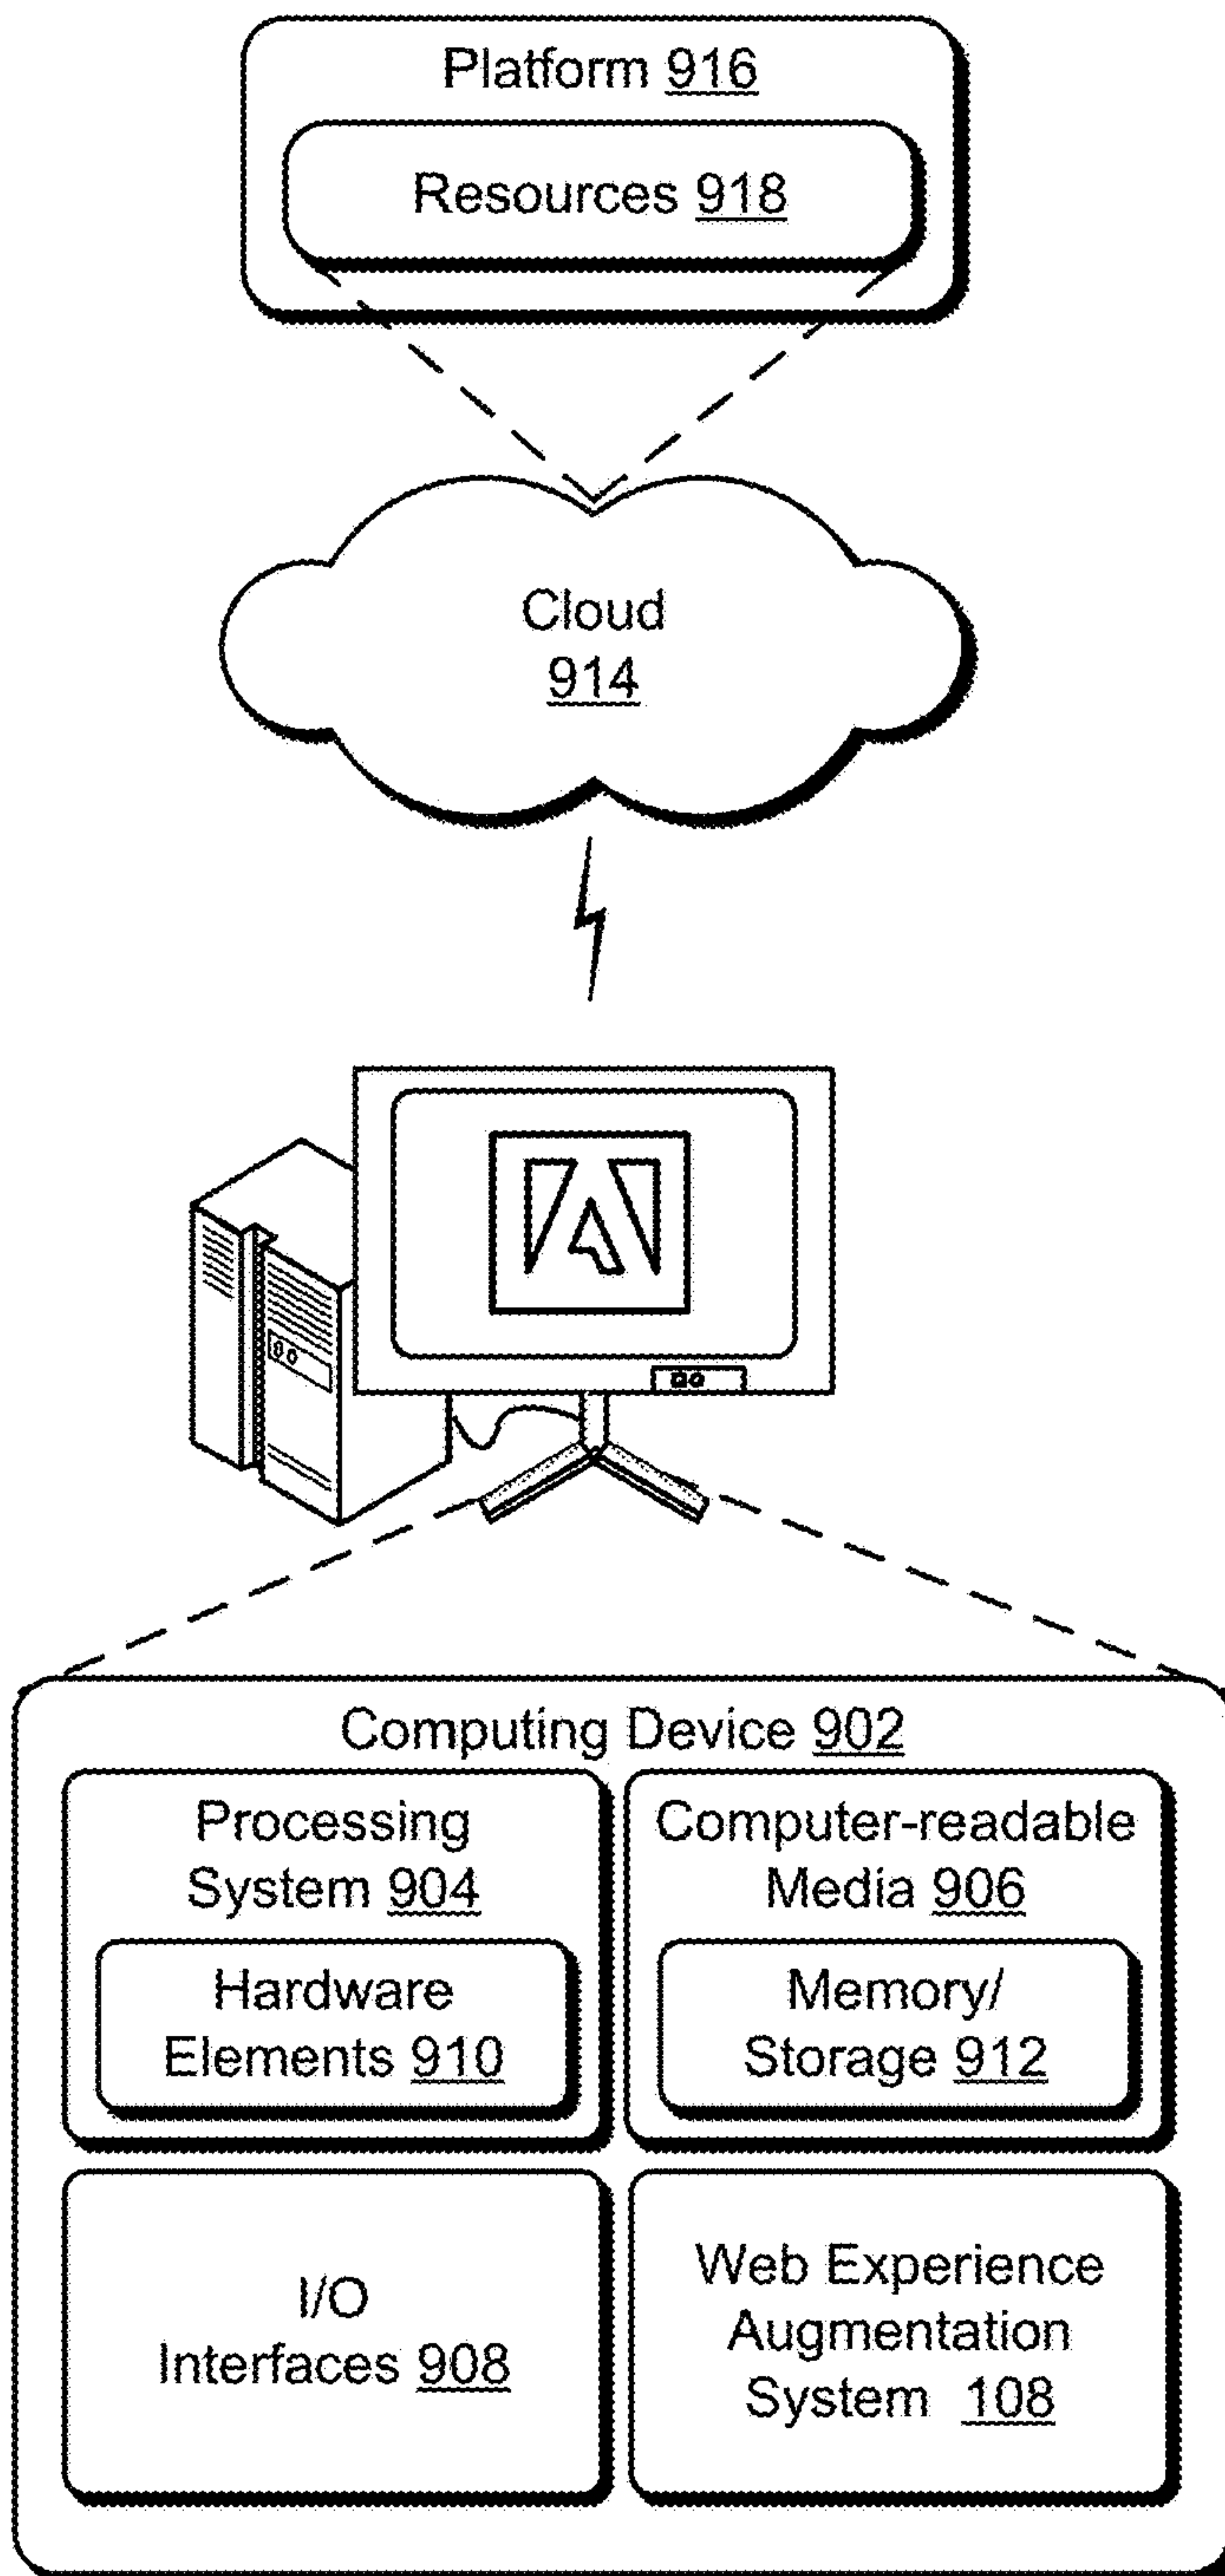 Platform 916
Resources 918
Cloud
914
Computing Device 902
Processing
System 904
Hardware
Elements 910
Computer-readable
Media 906
Memory/
Storage 912
I/O
Interfaces 908
Web Experience
Augmentation
System 108